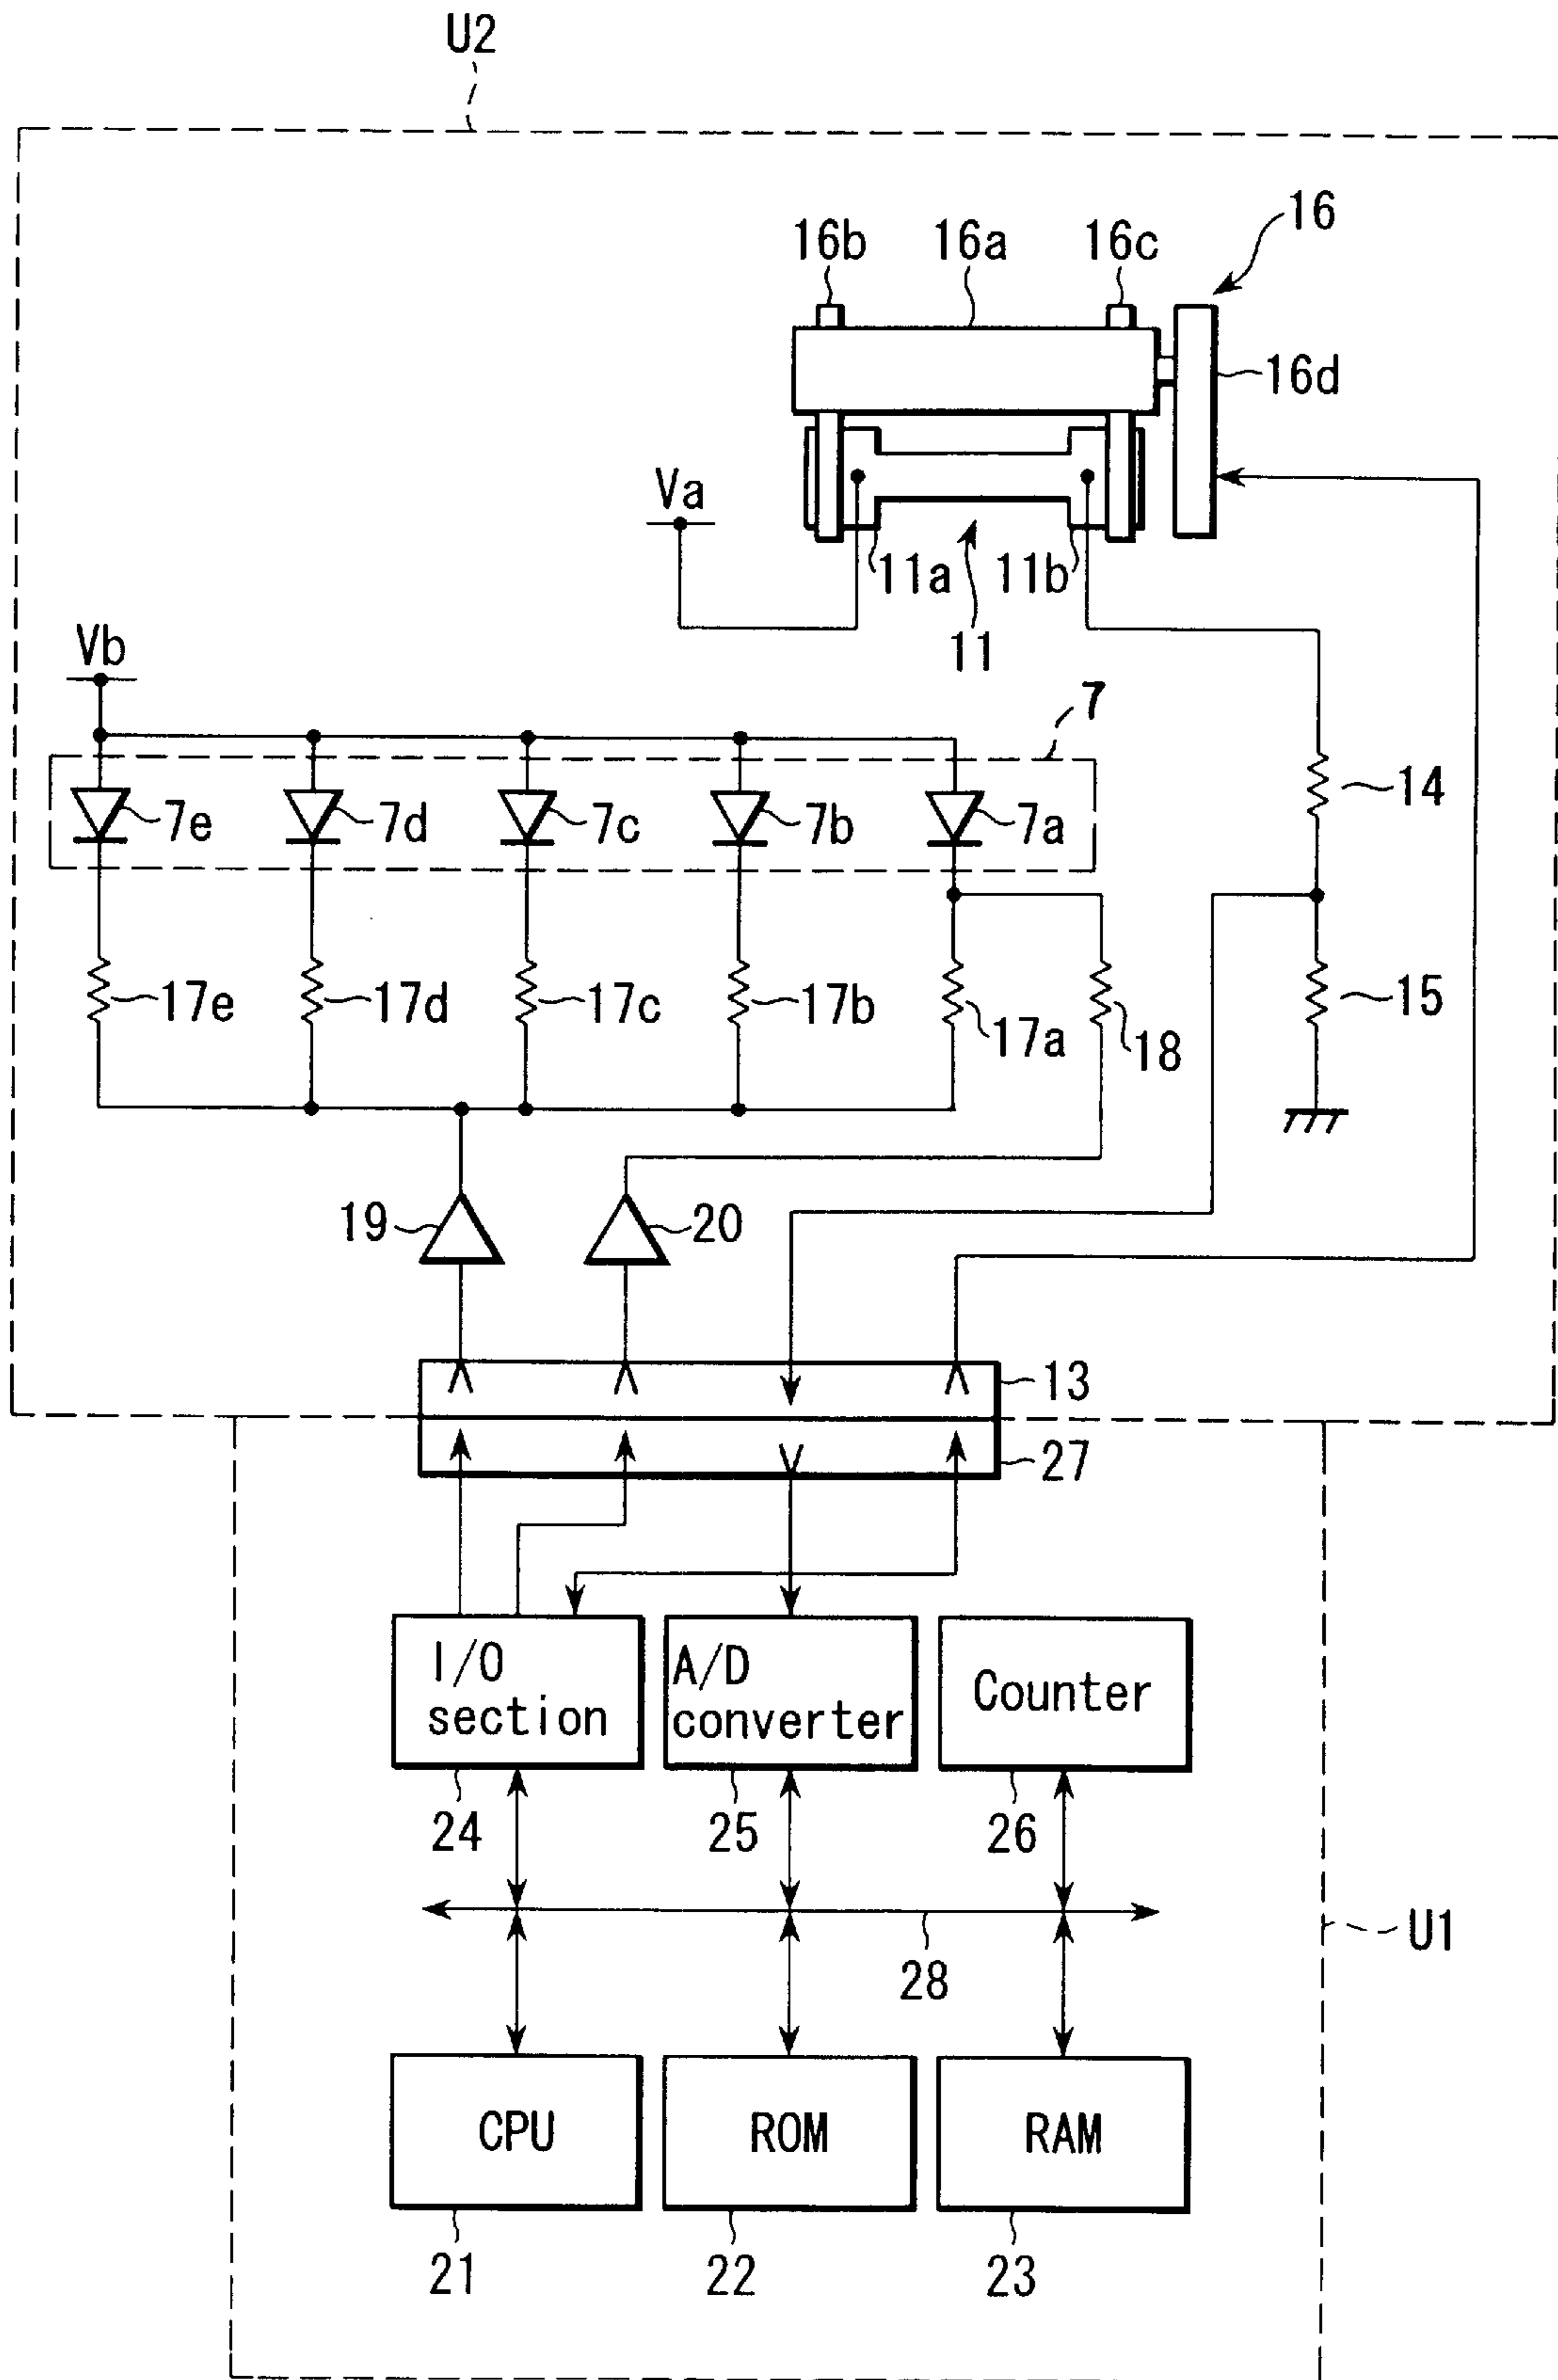 U2
16
16b 16a 16c
16d
Va
11a 11b
11
Vb
7
7e 7d 7c 7b 7a
14
17e 17d 17c 17b 17a 18
15
19 20
13
27
I/O
section
A/D
converter
Counter
24 25 26
U1
28
CPU ROM RAM
21 22 23